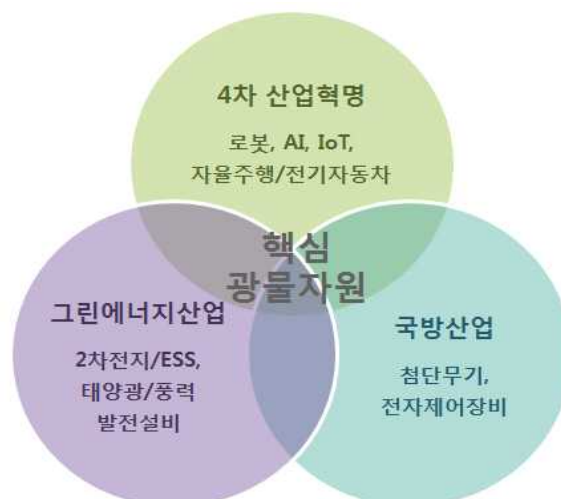 4차 산업혁명
로봇, AI, IoT,
자율주행/전기자동차
핵심
광물자원
그린에너지산업
2차전지/ESS,
태양광/풍력
발전설비
국방산업
첨단무기,
전자제어장비